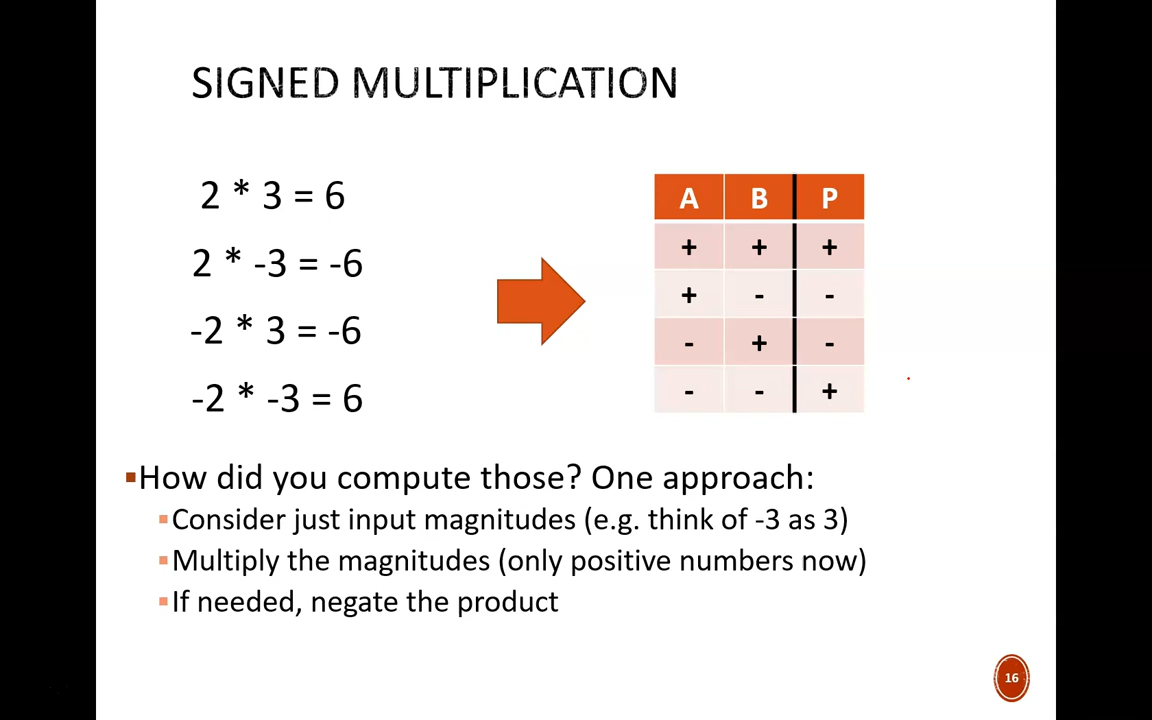 SIGNED MULTIPLICATION
2 * 3 = 6
2 * -3 = -6
-2 * 3 = -6
-2 * -3 = 6
A B P
+ + +
+ - -
- + -
- - +
▪How did you compute those? One approach:
▪Consider just input magnitudes (e.g. think of -3 as 3)
▪Multiply the magnitudes (only positive numbers now)
▪If needed, negate the product
16